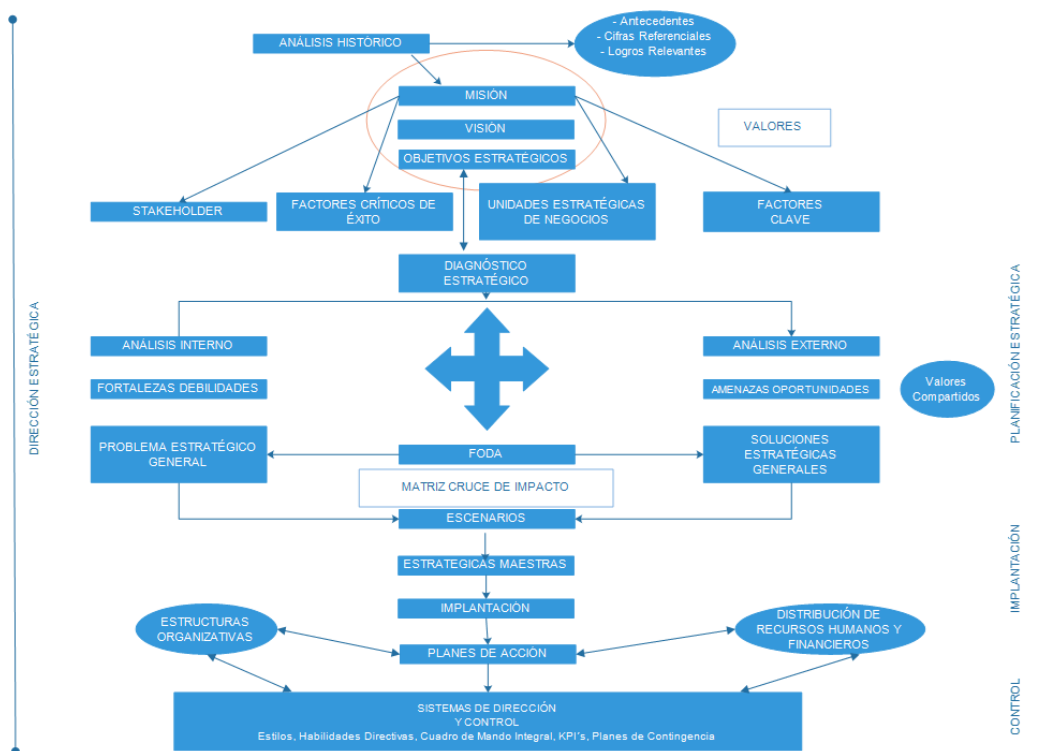 - Antecedentes
- Cifras Referenciales
- Logros Relevantes
ANÁLISIS HISTÓRICO
MISIÓN
VISIÓN
VALORES
OBJETIVOS ESTRATÉGICOS
STAKEHOLDER
FACTORES CRÍTICOS DE
ÉXITO
UNIDADES ESTRATÉGICAS
DE NEGOCIOS
FACTORES
CLAVE
DIAGNÓSTICO
ESTRATÉGICO
DIRECCIÓN ESTRATÉGICA
PLANIFICACIÓN ESTRATÉGICA
ANÁLISIS INTERNO
ANÁLISIS EXTERNO
FORTALEZAS DEBILIDADES
AMENAZAS OPORTUNIDADES
Valores
Compartidos
PROBLEMA ESTRATÉGICO
GENERAL
FODA
SOLUCIONES
ESTRATÉGICAS
GENERALES
MATRIZ CRUCE DE IMPACTO
ESCENARIOS
ESTRATEGICAS MAESTRAS
IMPLANTACIÓN
IMPLANTACIÓN
ESTRUCTURAS
ORGANIZATIVAS
DISTRIBUCIÓN DE
RECURSOS HUMANOS Y
FINANCIEROS
PLANES DE ACCIÓN
CONTROL
SISTEMAS DE DIRECCIÓN
Y CONTROL
Estilos, Habilidades Directivas, Cuadro de Mando Integral, KPI´s, Planes de Contingencia